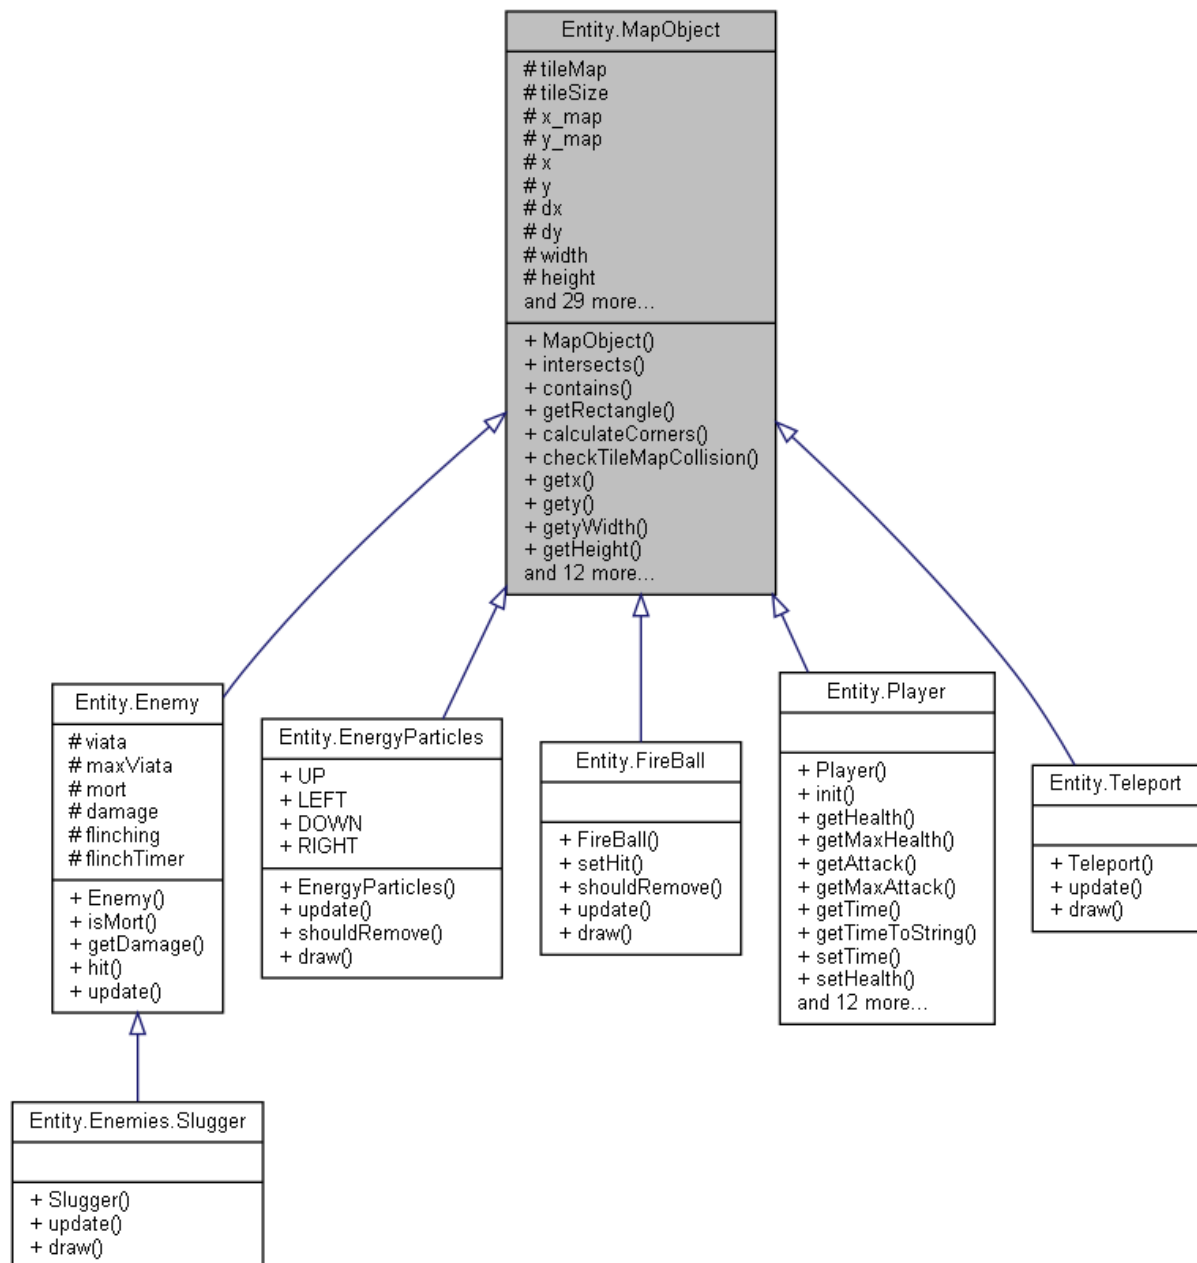 Entity.MapObject
# tileMap
# tileSize
# x_map
# y_map
# x
# y
# dx
# dy
# width
# height
and 29 more...
+ MapObject()
+ intersects()
+ contains()
+ getRectangle()
+ calculateCorners()
+ checkTileMapCollision()
+ getx()
+ gety()
+ getyWidth()
+ getHeight()
and 12 more...
Entity.Enemy
# viata
# maxViata
# mort
# damage
# flinching
# flinchTimer
+ Enemy()
+ isMort()
+ getDamage()
+ hit()
+ update()
Entity.EnergyParticles
+ UP
+ LEFT
+ DOWN
+ RIGHT
+ EnergyParticles()
+ update()
+ shouldRemove()
+ draw()
Entity.FireBall
+ FireBall()
+ setHit()
+ shouldRemove()
+ update()
+ draw()
Entity.Player
+ Player()
+ init()
+ getHealth()
+ getMaxHealth()
+ getAttack()
+ getMaxAttack()
+ getTime()
+ getTimeToString()
+ setTime()
+ setHealth()
and 12 more...
Entity.Teleport
+ Teleport()
+ update()
+ draw()
Entity.Enemies.Slugger
+ Slugger()
+ update()
+ draw()